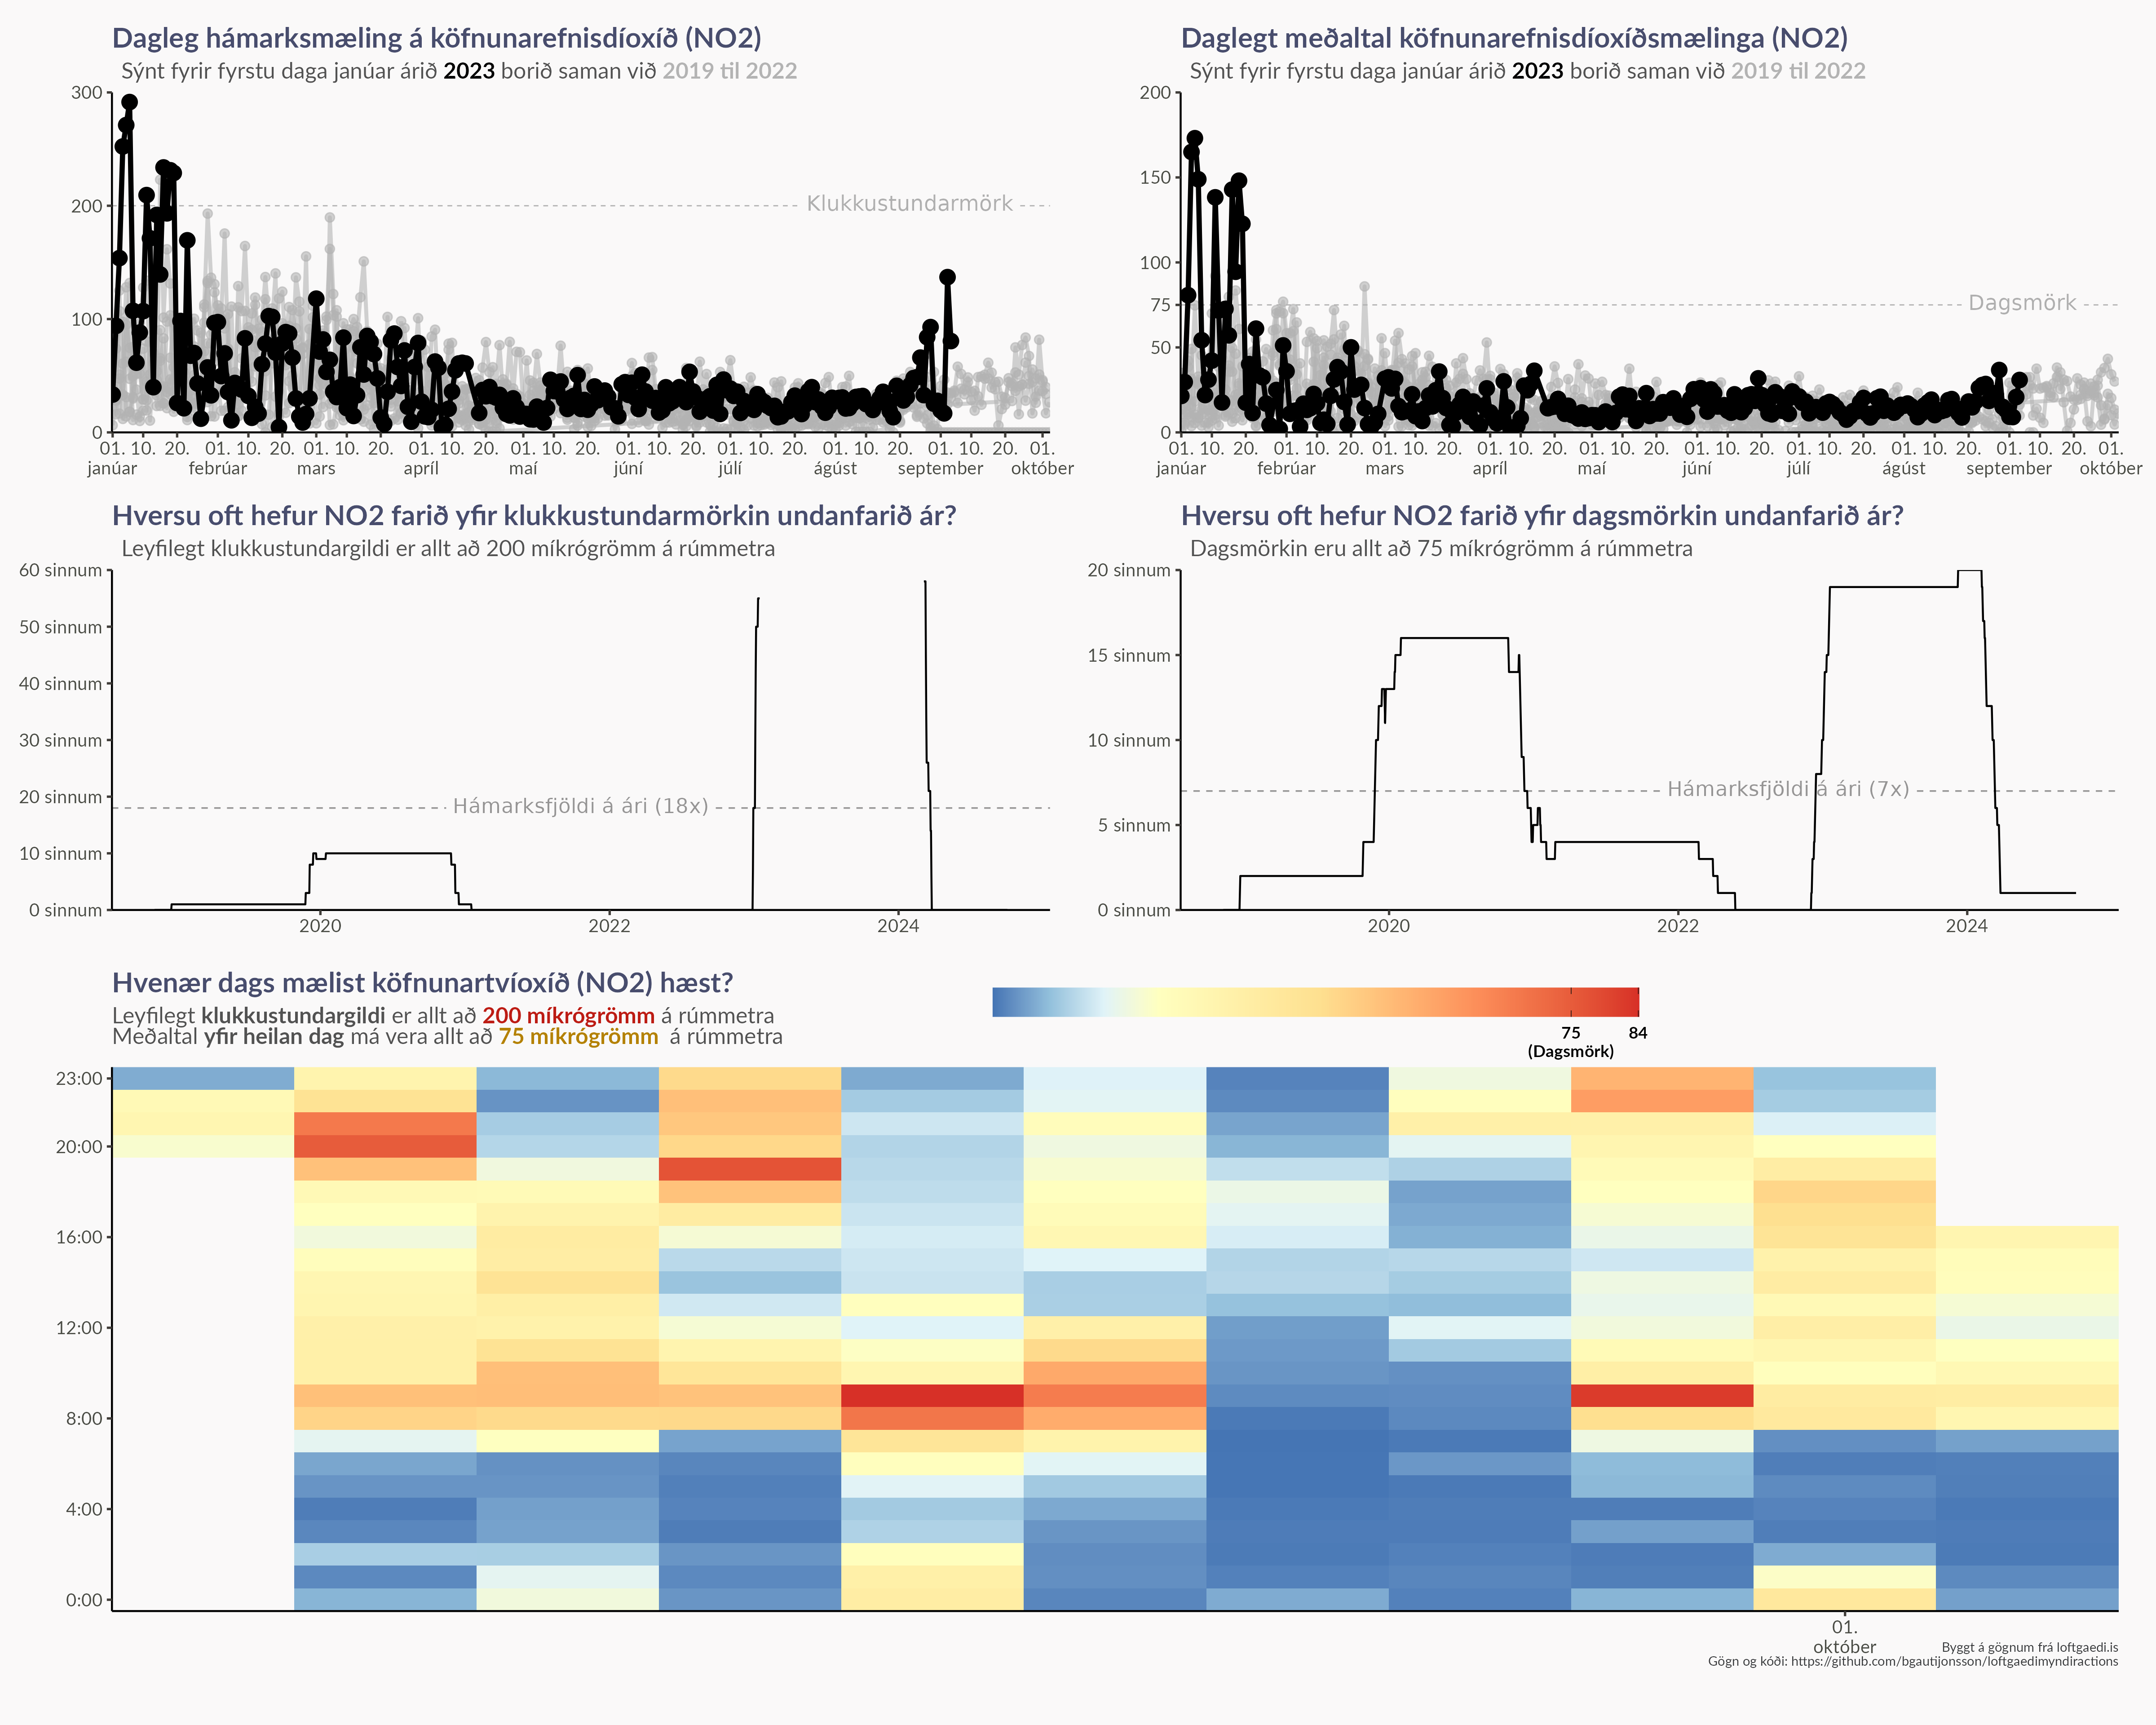 Dagleg hámarksmæling á köfnunarefnisdíoxíð (NO2)
Sýnt fyrir fyrstu daga janúar árið 2023 borið saman við 2019 til 2022
300
200
100
0
Klukkustundarmörk
01. 10. 20. 01. 10. 20. 01. 10. 20. 01. 10. 20. 01. 10. 20. 01. 10. 20. 01. 10. 20. 01. 10. 20. 01. 10. 20. 01.
janúar febrúar mars apríl maí júní júlí ágúst september október
Daglegt meðaltal köfnunarefnisdíoxíðsmælinga (NO2)
Sýnt fyrir fyrstu daga janúar árið 2023 borið saman við 2019 til 2022
200
150
100
75
50
0
Dagsmörk
01. 10. 20. 01. 10. 20. 01. 10. 20. 01. 10. 20. 01. 10. 20. 01. 10. 20. 01. 10. 20. 01. 10. 20. 01. 10. 20. 01.
janúar febrúar mars apríl maí júní júlí ágúst september október
Hversu oft hefur NO2 farið yfir klukkustundarmörkin undanfarið ár?
Leyfilegt klukkustundargildi er allt að 200 míkrógrömm á rúmmetra
60 sinnum
50 sinnum
40 sinnum
30 sinnum
20 sinnum
10 sinnum
0 sinnum
Hámarksfjöldi á ári (18x)
2020 2022 2024
Hversu oft hefur NO2 farið yfir dagsmörkin undanfarið ár?
Dagsmörkin eru allt að 75 míkrógrömm á rúmmetra
20 sinnum
15 sinnum
10 sinnum
5 sinnum
0 sinnum
Hámarksfjöldi á ári (7x)
2020 2022 2024
Hvenær dags mælist köfnunartvíoxíð (NO2) hæst?
Leyfilegt klukkustundargildi er allt að 200 míkrógrömm á rúmmetra
Meðaltal yfir heilan dag má vera allt að 75 míkrógrömm á rúmmetra
75 84
(Dagsmörk)
23:00
20:00
16:00
12:00
8:00
4:00
0:00
01.
október
Byggt á gögnum frá loftgaedi.is
Gögn og kóði: https://github.com/bgautijonsson/loftgaedimyndiractions